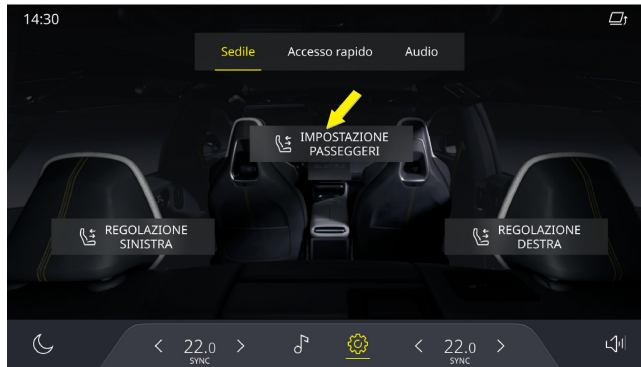 14:30
Sedile Accesso rapido Audio
IMPOSTAZIONE
PASSEGGERI
REGOLAZIONE
SINISTRA
REGOLAZIONE
DESTRA
22.0 22.0
SYNC SYNC